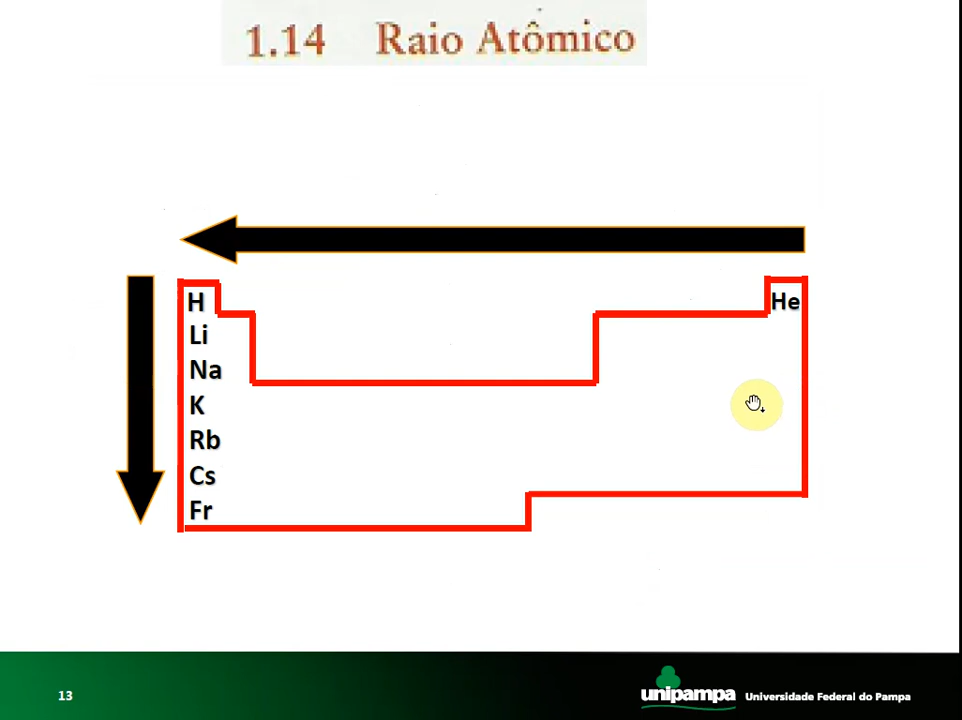 1.14 Raio Atômico
H
He
Li
Na
K
Rb
Cs
Fr
13
unipampa Universidade Federal do Pampa